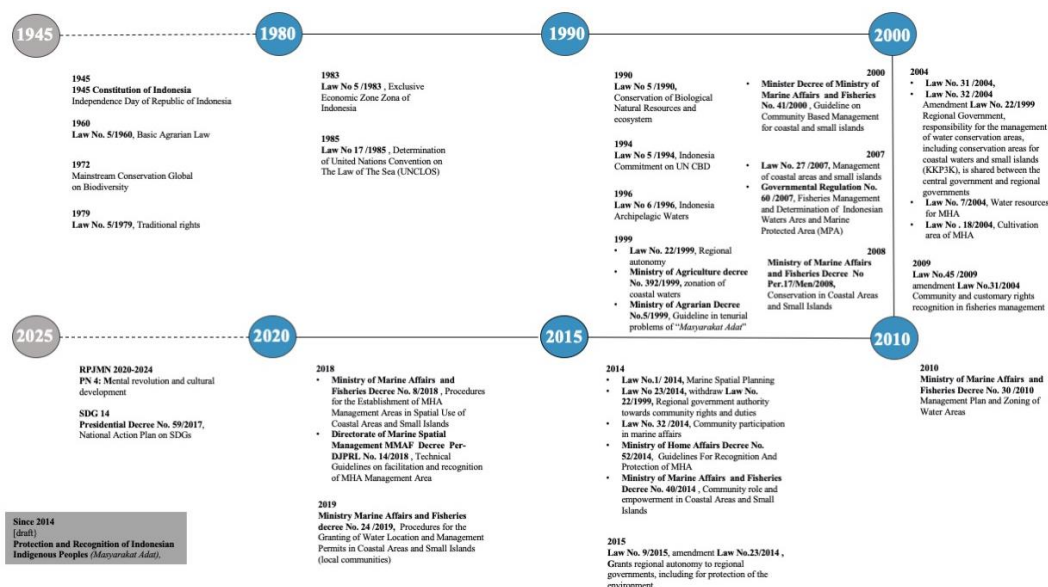 1945
1980
1990
2000
1945
1945 Constitution of Indonesia
Independence Day of Republic of Indonesia
1960
Law No. 5/1960, Basic Agrarian Law
1972
Mainstream Conservation Global
on Biodiversity
1979
Law No. 5/1979, Traditional rights
1983
Law No 5 /1983 , Exclusive
Economic Zone Zona of
Indonesia
1985
Law No 17 /1985 , Determination
of United Nations Convention on
The Law of The Sea (UNCLOS)
1990
Law No 5 /1990,
Conservation of Biological
Natural Resources and
ecosystem
1994
Law No 5 /1994, Indonesia
Commitment on UN CBD
1996
Law No 6 /1996, Indonesia
Archipelagic Waters
1999
• Law No. 22/1999, Regional
autonomy
• Ministry of Agriculture decree
No. 392/1999, zonation of
coastal waters
• Ministry of Agrarian Decree
No.5/1999, Guideline in tenurial
problems of “Masyarakat Adat”
2000
• Minister Decree of Ministry of
Marine Affairs and Fisheries
No. 41/2000 , Guideline on
Community Based Management
for coastal and small islands
2007
• Law No. 27 /2007, Management
of coastal areas and small islands
• Governmental Regulation No.
60 /2007, Fisheries
Management and
Determination of Indonesian
Waters Ares and Marine
Protected Area (MPA)
2008
Ministry of Marine Affairs
and Fisheries Decree No
Per.17/Men/2008,
Conservation in Coastal Areas
and Small Islands
2004
• Law No. 31 /2004,
• Law No. 32 /2004
Amendment Law No. 22/1999
Regional Government,
responsibility for the management
of water conservation areas,
including conservation areas for
coastal waters and small islands
(KKP3K), is shared between the
central government and regional
governments
• Law No. 7/2004, Water resources
for MHA
• Law No . 18/2004, Cultivation
area of MHA
2009
Law No.45 /2009
amendment Law No.31/2004
Community and customary rights
recognition in fisheries management
2025
2020
2015
2010
RPJMN 2020-2024
PN 4: Mental revolution and cultural
development
SDG 14
Presidential Decree No. 59/2017,
National Action Plan on SDGs
Since 2014
[draft}
Protection and Recognition of Indonesian
Indigenous Peoples (Masyarakat Adat),
2018
• Ministry of Marine Affairs and
Fisheries Decree No. 8/2018 , Procedures
for the Establishment of MHA
Management Areas in Spatial Use of
Coastal Areas and Small Islands
• Directorate of Marine Spatial
Management MMAF Decree Per-
DJPRL No. 14/2018 , Technical
Guidelines on facilitation and recognition
of MHA Management Area
2019
Ministry Marine Affairs and Fisheries
decree No. 24 /2019, Procedures for the
Granting of Water Location and Management
Permits in Coastal Areas and Small Islands
(local communities)
2014
• Law No.1/ 2014, Marine Spatial Planning
• Law No 23/2014, withdraw Law No.
22/1999, Regional government authority
towards community rights and duties
• Law No. 32 /2014, Community participation
in marine affairs
• Ministry of Home Affairs Decree No.
52/2014, Guidelines For Recognition And
Protection of MHA
• Ministry of Marine Affairs and Fisheries
Decree No. 40/2014 , Community role and
empowerment in Coastal Areas and Small
Islands
2015
Law No. 9/2015, amendment Law No.23/2014 ,
Grants regional autonomy to regional
governments, including for protection of the
environment
2010
Ministry of Marine Affairs and
Fisheries Decree No. 30 /2010
Management Plan and Zoning of
Water Areas